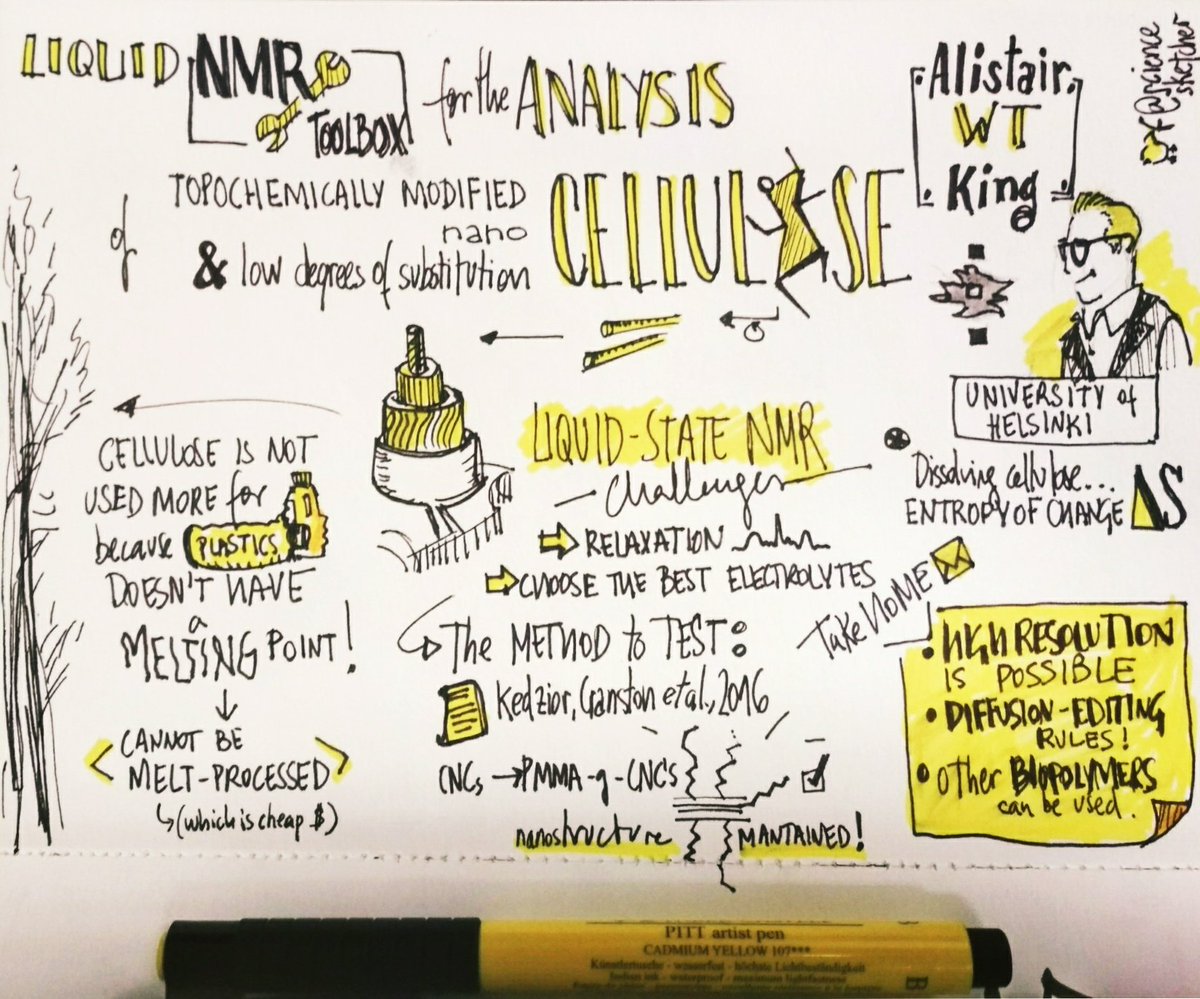 LIQUID NMR TOOLBOX for the ANALYSIS
of TOPOCHEMICALLY MODIFIED
nano
& low degrees of substitution
CELLULOSE
Alistair
WT
King
@science
sketcher
UNIVERSITY of
HELSINKI
CELLULOSE IS NOT
USED MORE for
because PLASTICS
DOESN'T HAVE
a
MELTING POINT!
CANNOT BE
MELT-PROCESSED
(which is cheap $)
LIQUID-STATE NMR
Challenges
RELAXATION
CHOOSE THE BEST ELECTROLYTES
The METHOD to TEST:
Kedzior, Cranston et al., 2016
CNCs → PMMA-g-CNC's
nanostructure MANTAINED!
Dissolving cellulose...
ENTROPY OF CHANGE ΔS
Take HOME!
• HIGH RESOLUTION
IS POSSIBLE
• DIFFUSION-EDITING
RULES!
• other BIOPOLYMERS
can be used.
PITT artist pen
CADMIUM YELLOW 107***
Künstlertusche - wasserfest - höchste Lichtbeständigkeit
Indian ink - waterproof - maximum lightfastness
B